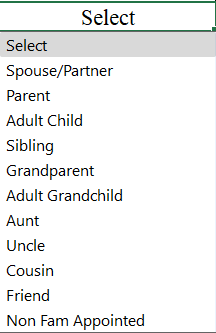 Select
Select
Spouse/Partner
Parent
Adult Child
Sibling
Grandparent
Adult Grandchild
Aunt
Uncle
Cousin
Friend
Non Fam Appointed